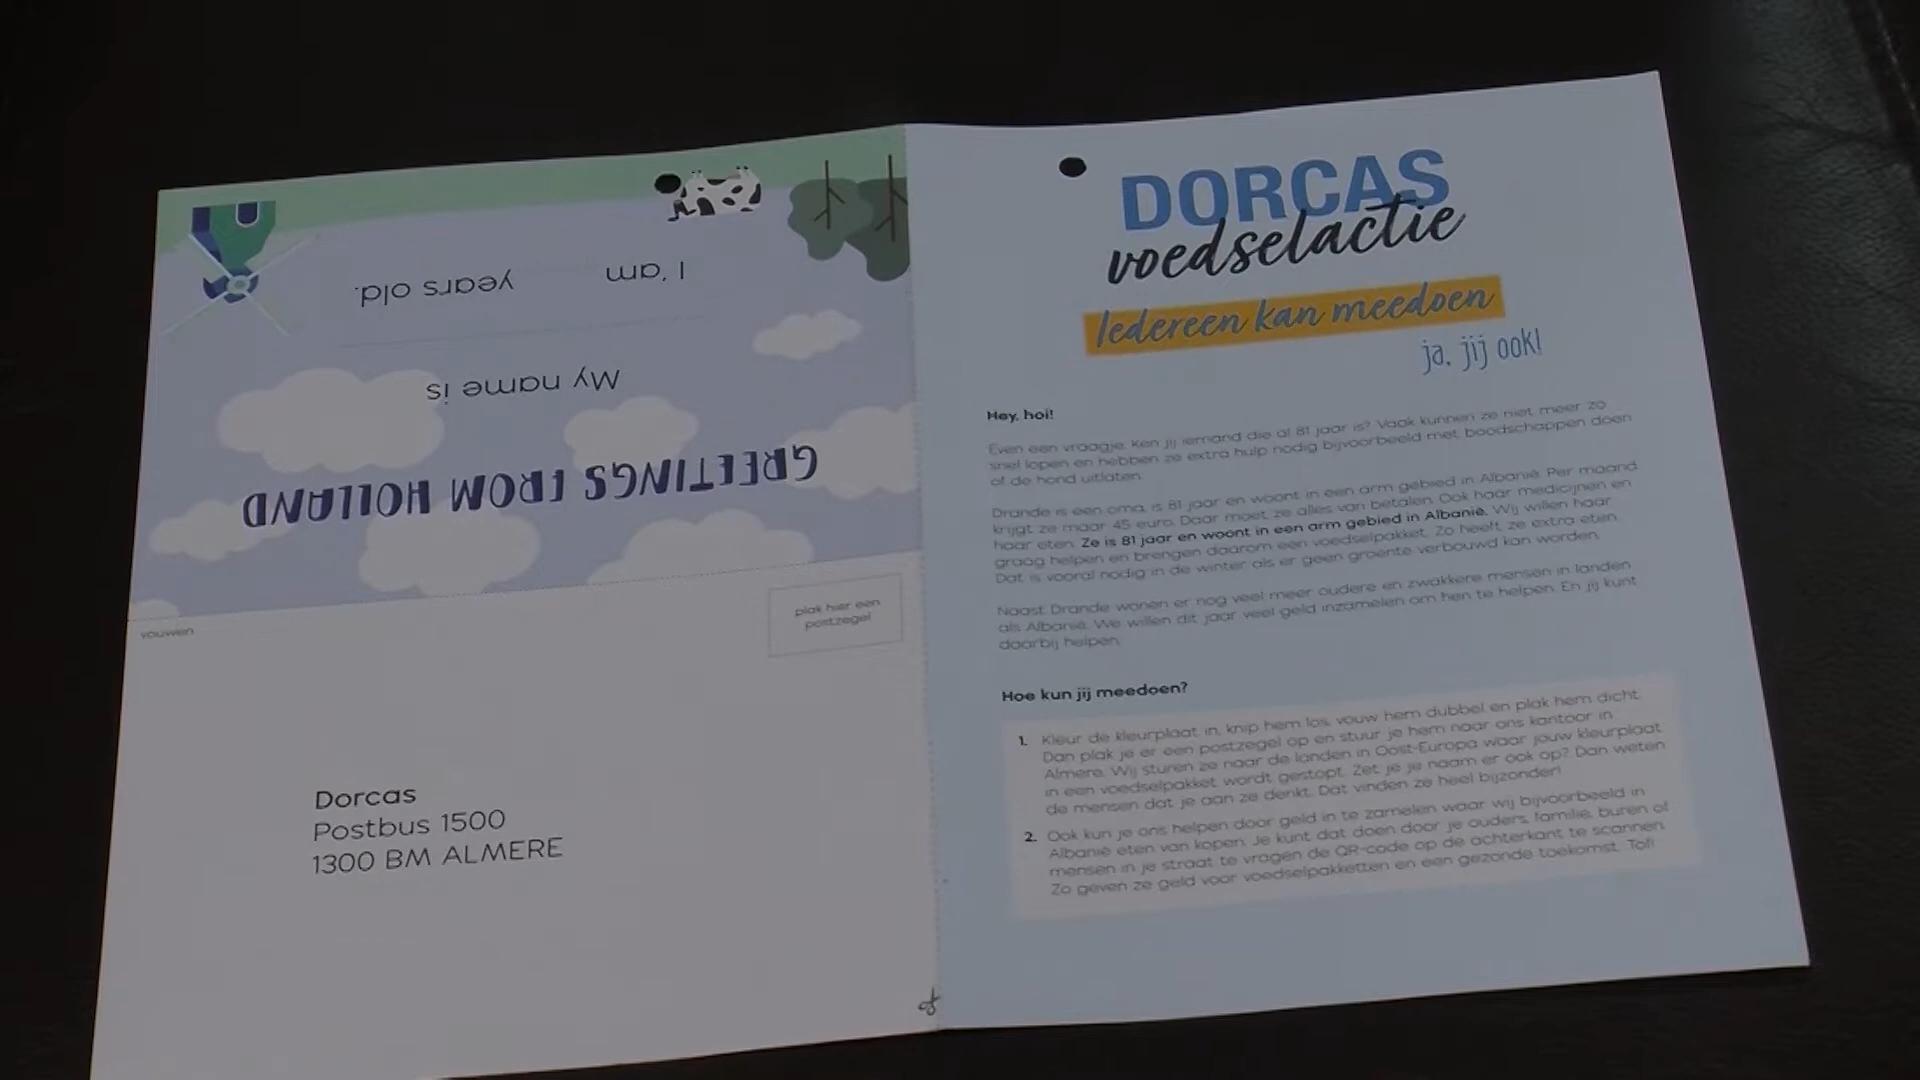 I'am years old.
My name is
GREETINGS FROM HOLLAND
vouwen
plak hier een
postzegel
Dorcas
Postbus 1500
1300 BM ALMERE
DORCAS
voedselactie
Iedereen kan meedoen
ja, jij ook!
Hey, hoi!
Even een vraagje. Ken jij iemand die al 81 jaar is? Vaak kunnen ze niet meer zo
snel lopen en hebben ze extra hulp nodig bijvoorbeeld met boodschappen doen
of de hond uitlaten.
Drande is een oma, is 81 jaar en woont in een arm gebied in Albanië. Per maand
krijgt ze maar 45 euro. Daar moet ze alles van betalen. Ook haar medicijnen en
haar eten. Ze is 81 jaar en woont in een arm gebied in Albanië. Wij willen haar
graag helpen en brengen daarom een voedselpakket. Zo heeft ze extra eten.
Dat is vooral nodig in de winter als er geen groente verbouwd kan worden.
Naast Drande wonen er nog veel meer oudere en zwakkere mensen in landen
als Albanië. We willen dit jaar veel geld inzamelen om hen te helpen. En jij kunt
daarbij helpen.
Hoe kun jij meedoen?
1. Kleur de kleurplaat in, knip hem los, vouw hem dubbel en plak hem dicht.
Dan plak je er een postzegel op en stuur je hem naar ons kantoor in
Almere. Wij sturen ze naar de landen in Oost-Europa waar jouw kleurplaat
in een voedselpakket wordt gestopt. Zet je je naam er ook op? Dan weten
de mensen dat je aan ze denkt. Dat vinden ze heel bijzonder!
2. Ook kun je ons helpen door geld in te zamelen waar wij bijvoorbeeld in
Albanië eten van kopen. Je kunt dat doen door je ouders, familie, buren of
mensen in je straat te vragen de QR-code op de achterkant te scannen.
Zo geven ze geld voor voedselpakketten en een gezonde toekomst. Tof!